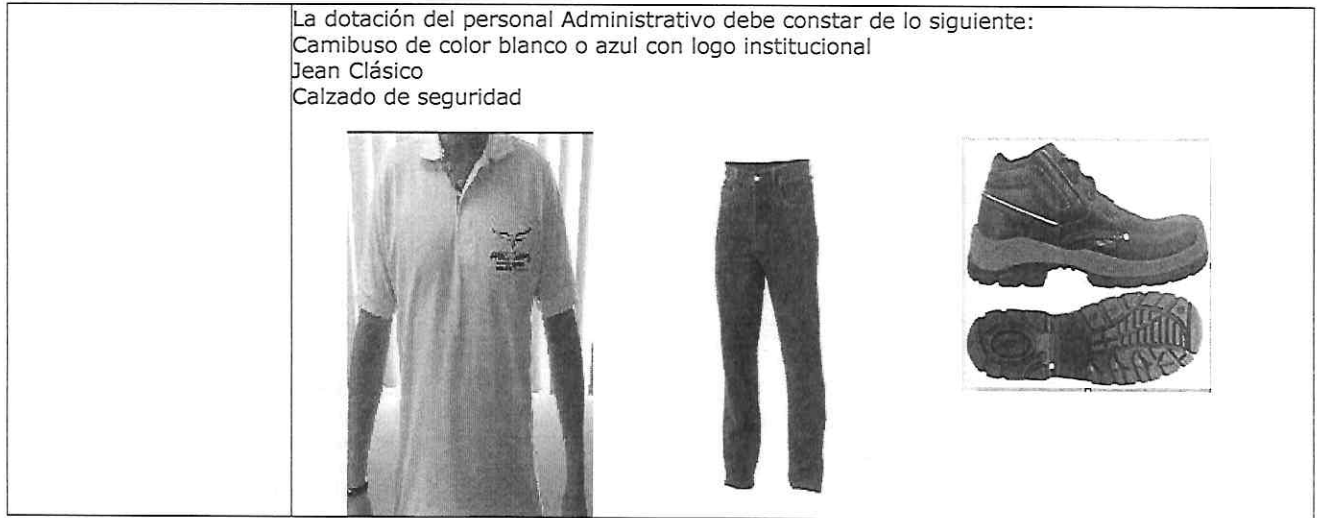 La dotación del personal Administrativo debe constar de lo siguiente:
Camibuso de color blanco o azul con logo institucional
Jean Clásico
Calzado de seguridad